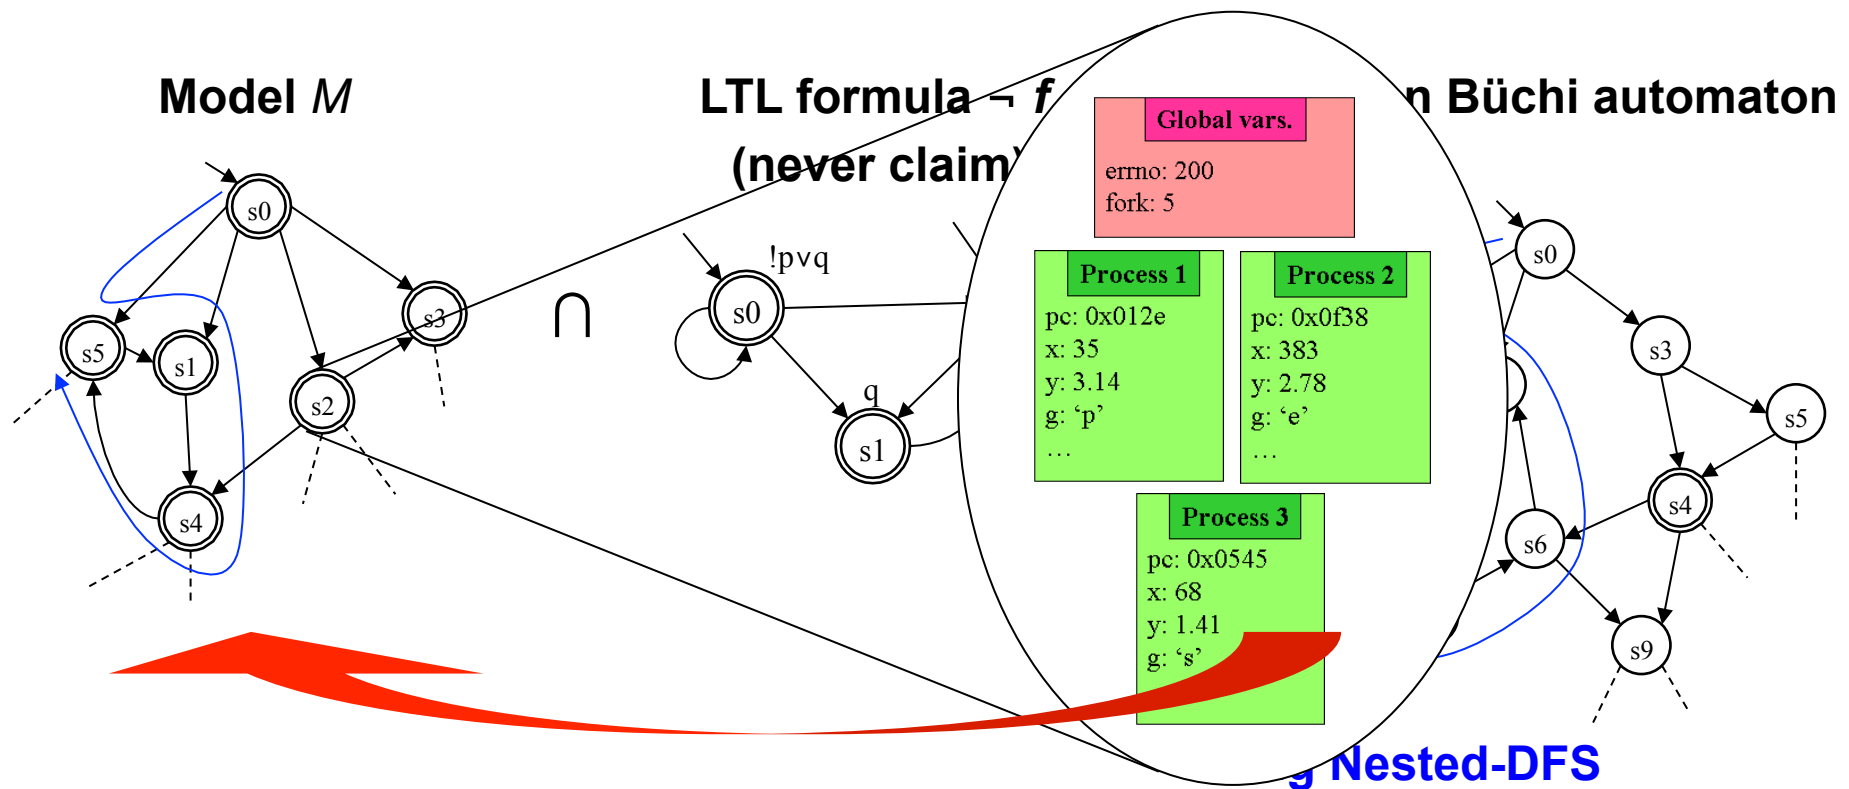 Model M
LTL formula ¬ f
(never claim)
n Büchi automaton
s0
s3
s5
s1
s2
s4
∩
!p∨q
s0
q
s1
Global vars.
errno: 200
fork: 5
Process 1
pc: 0x012e
x: 35
y: 3.14
g: ‘p’
…
Process 2
pc: 0x0f38
x: 383
y: 2.78
g: ‘e’
…
Process 3
pc: 0x0545
x: 68
y: 1.41
g: ‘s’
s0
s3
s5
s4
s6
s9
g Nested-DFS